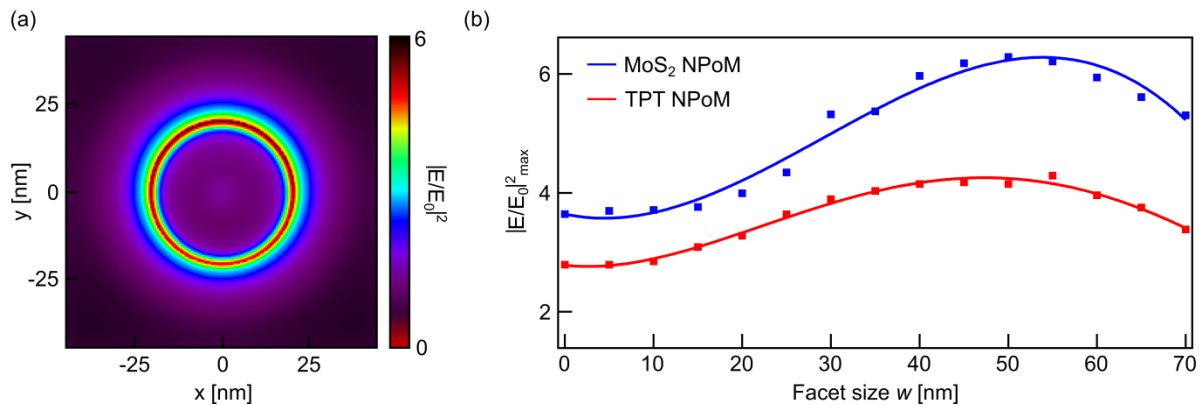 (a)
25
0
-25
y [nm]
-25
0
25
x [nm]
6
0
|E/E₀|²
(b)
MoS₂ NPoM
TPT NPoM
6
4
2
|E/E₀|²ₘₐₓ
0
10
20
30
40
50
60
70
Facet size w [nm]